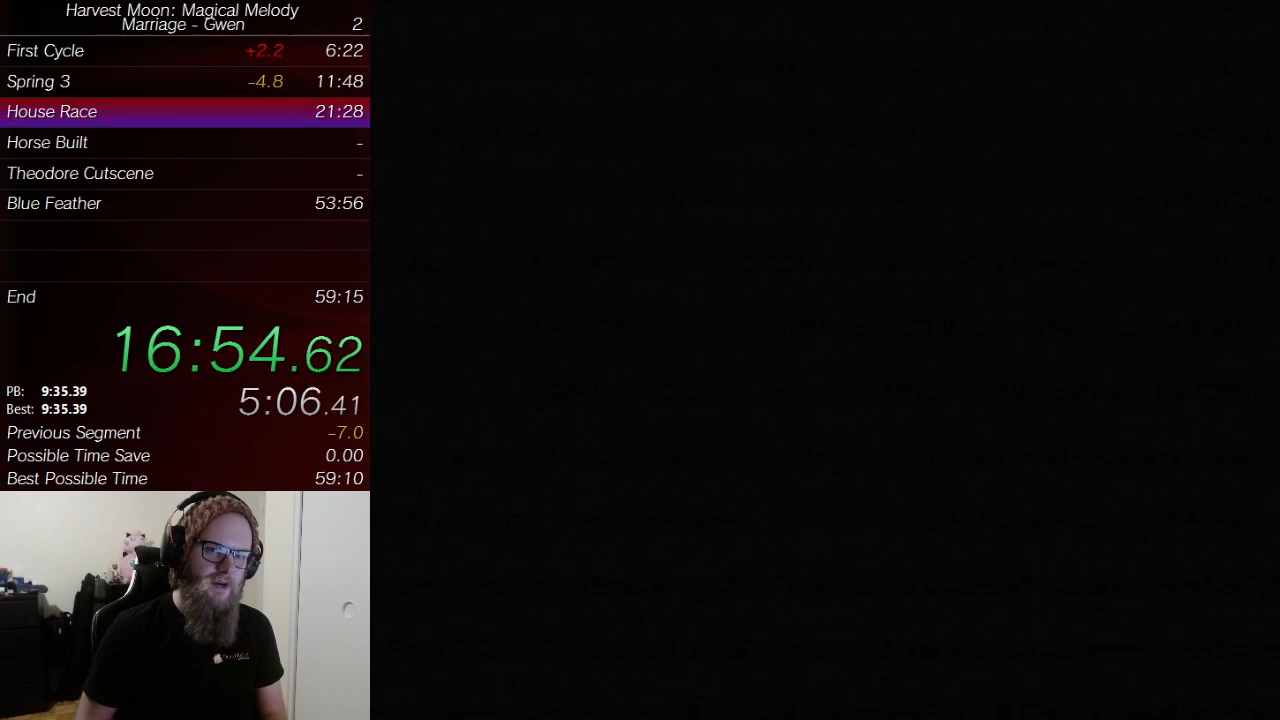 Harvest Moon: Magical Melody
Marriage - Gwen 2
First Cycle +2.2 6:22
Spring 3 -4.8 11:48
House Race 21:28
Horse Built -
Theodore Cutscene -
Blue Feather 53:56
End 59:15
16:54.62
PB: 9:35.39
5:06.41
Best: 9:35.39
Previous Segment -7.0
Possible Time Save 0.00
Best Possible Time 59:10